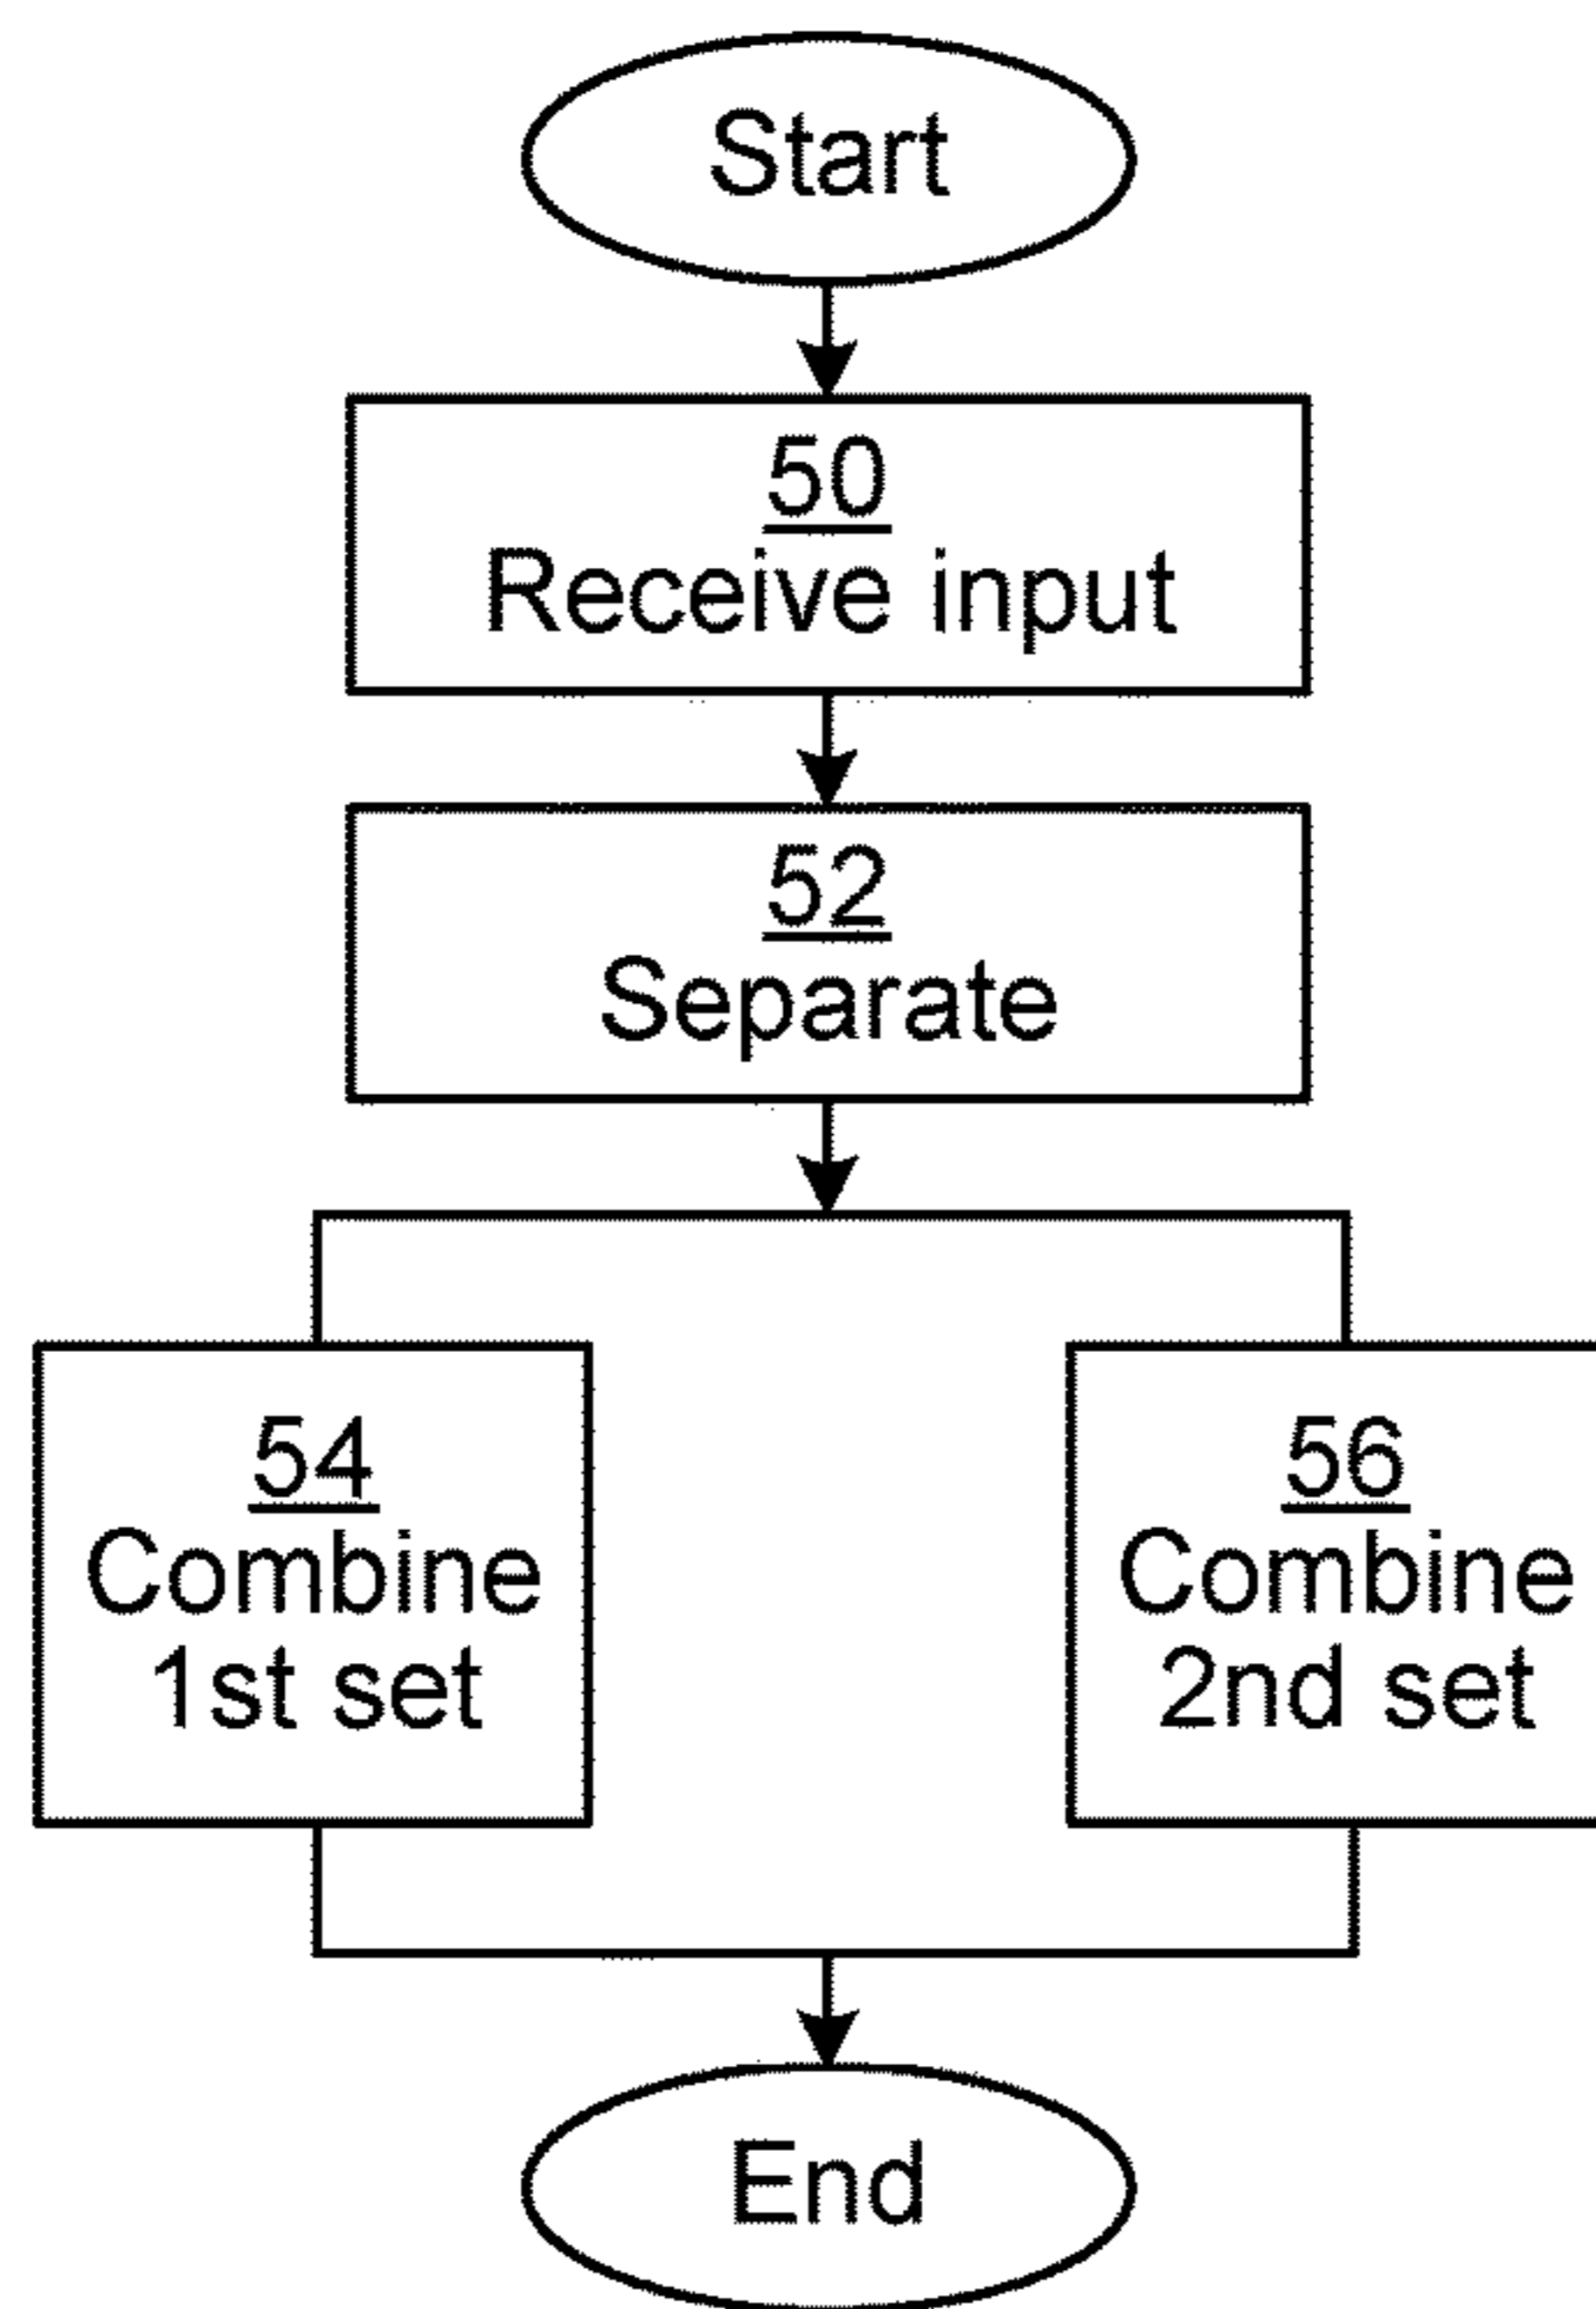 Start
50
Receive input
52
Separate
54
Combine
1st set
56
Combine
2nd set
End